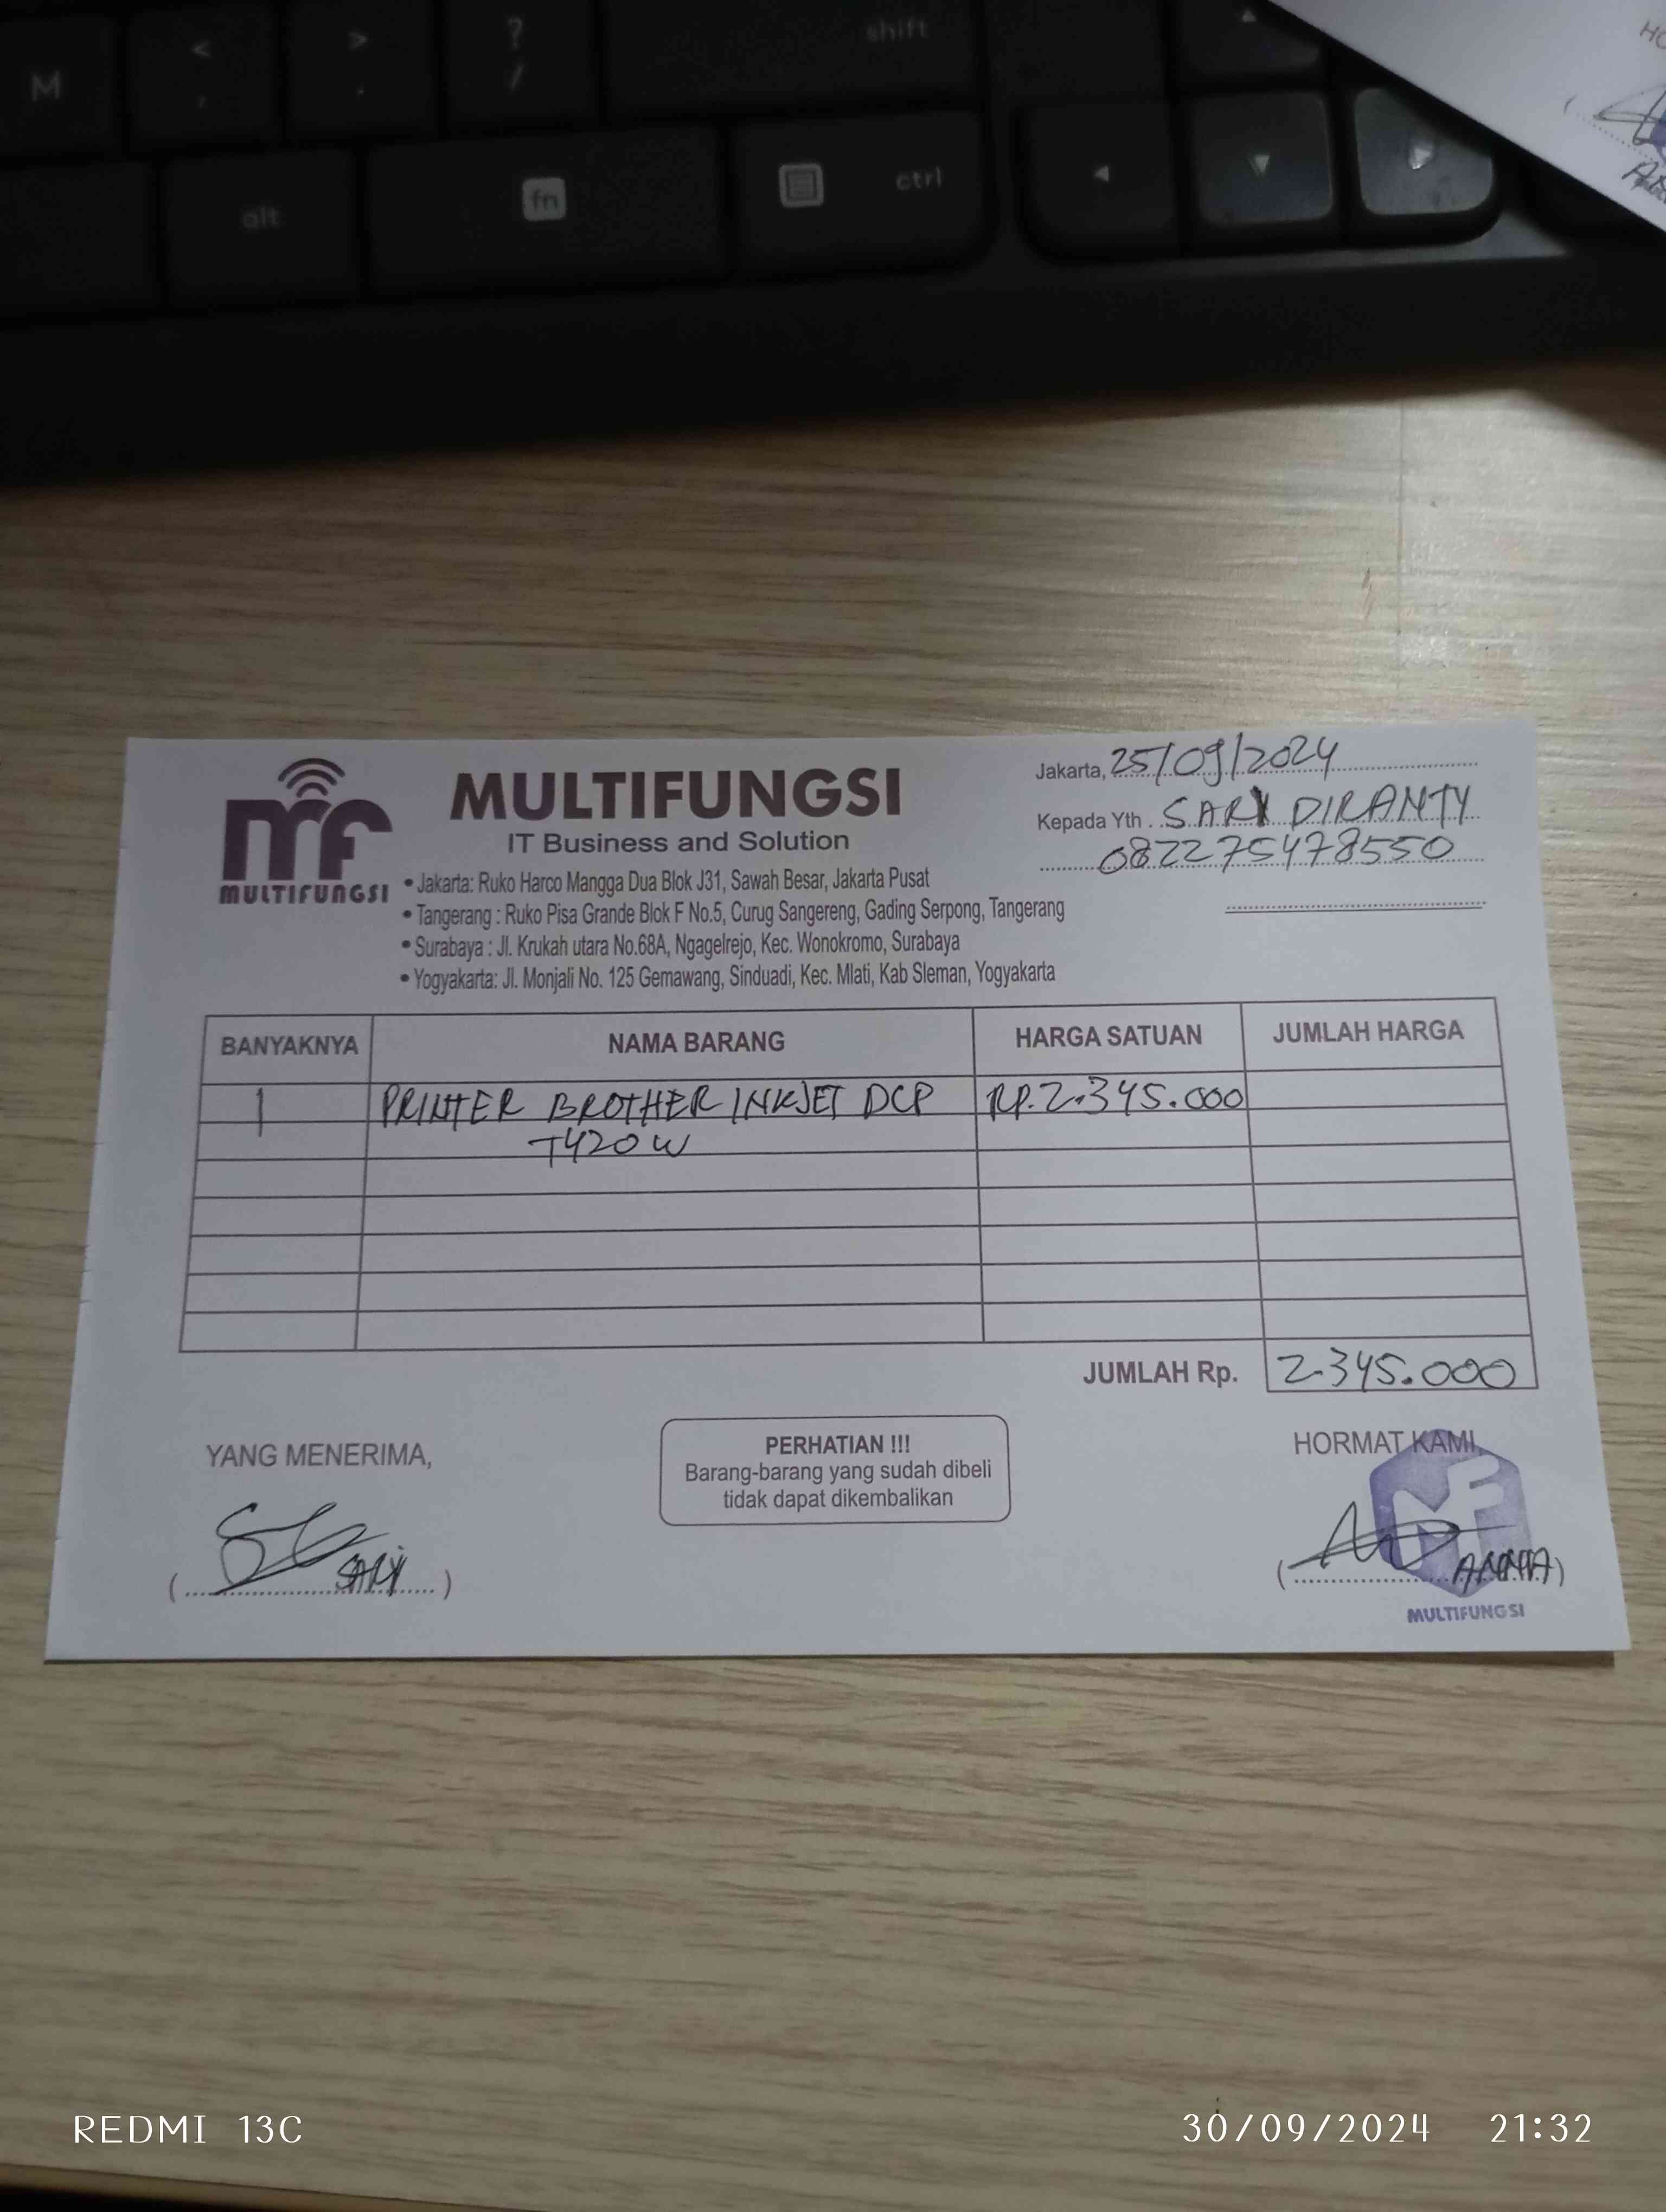 M < , > . ? / shift
alt fn ctrl
MULTIFUNGSI
MULTIFUNGSI
IT Business and Solution
• Jakarta: Ruko Harco Mangga Dua Blok J31, Sawah Besar, Jakarta Pusat
• Tangerang : Ruko Pisa Grande Blok F No.5, Curug Sangereng, Gading Serpong, Tangerang
• Surabaya : Jl. Krukah utara No.68A, Ngagelrejo, Kec. Wonokromo, Surabaya
• Yogyakarta: Jl. Monjali No. 125 Gemawang, Sinduadi, Kec. Mlati, Kab Sleman, Yogyakarta
Jakarta, 25/09/2024
Kepada Yth . SARI DIRANTY
082275478550
BANYAKNYA NAMA BARANG HARGA SATUAN JUMLAH HARGA
1 PRINTER BROTHER INKJET DCP RP.2.345.000
T420W
JUMLAH Rp. 2.345.000
YANG MENERIMA,
SARI
PERHATIAN !!!
Barang-barang yang sudah dibeli
tidak dapat dikembalikan
HORMAT KAMI
MF
ANNTA
MULTIFUNGSI
REDMI 13C
30/09/2024 21:32